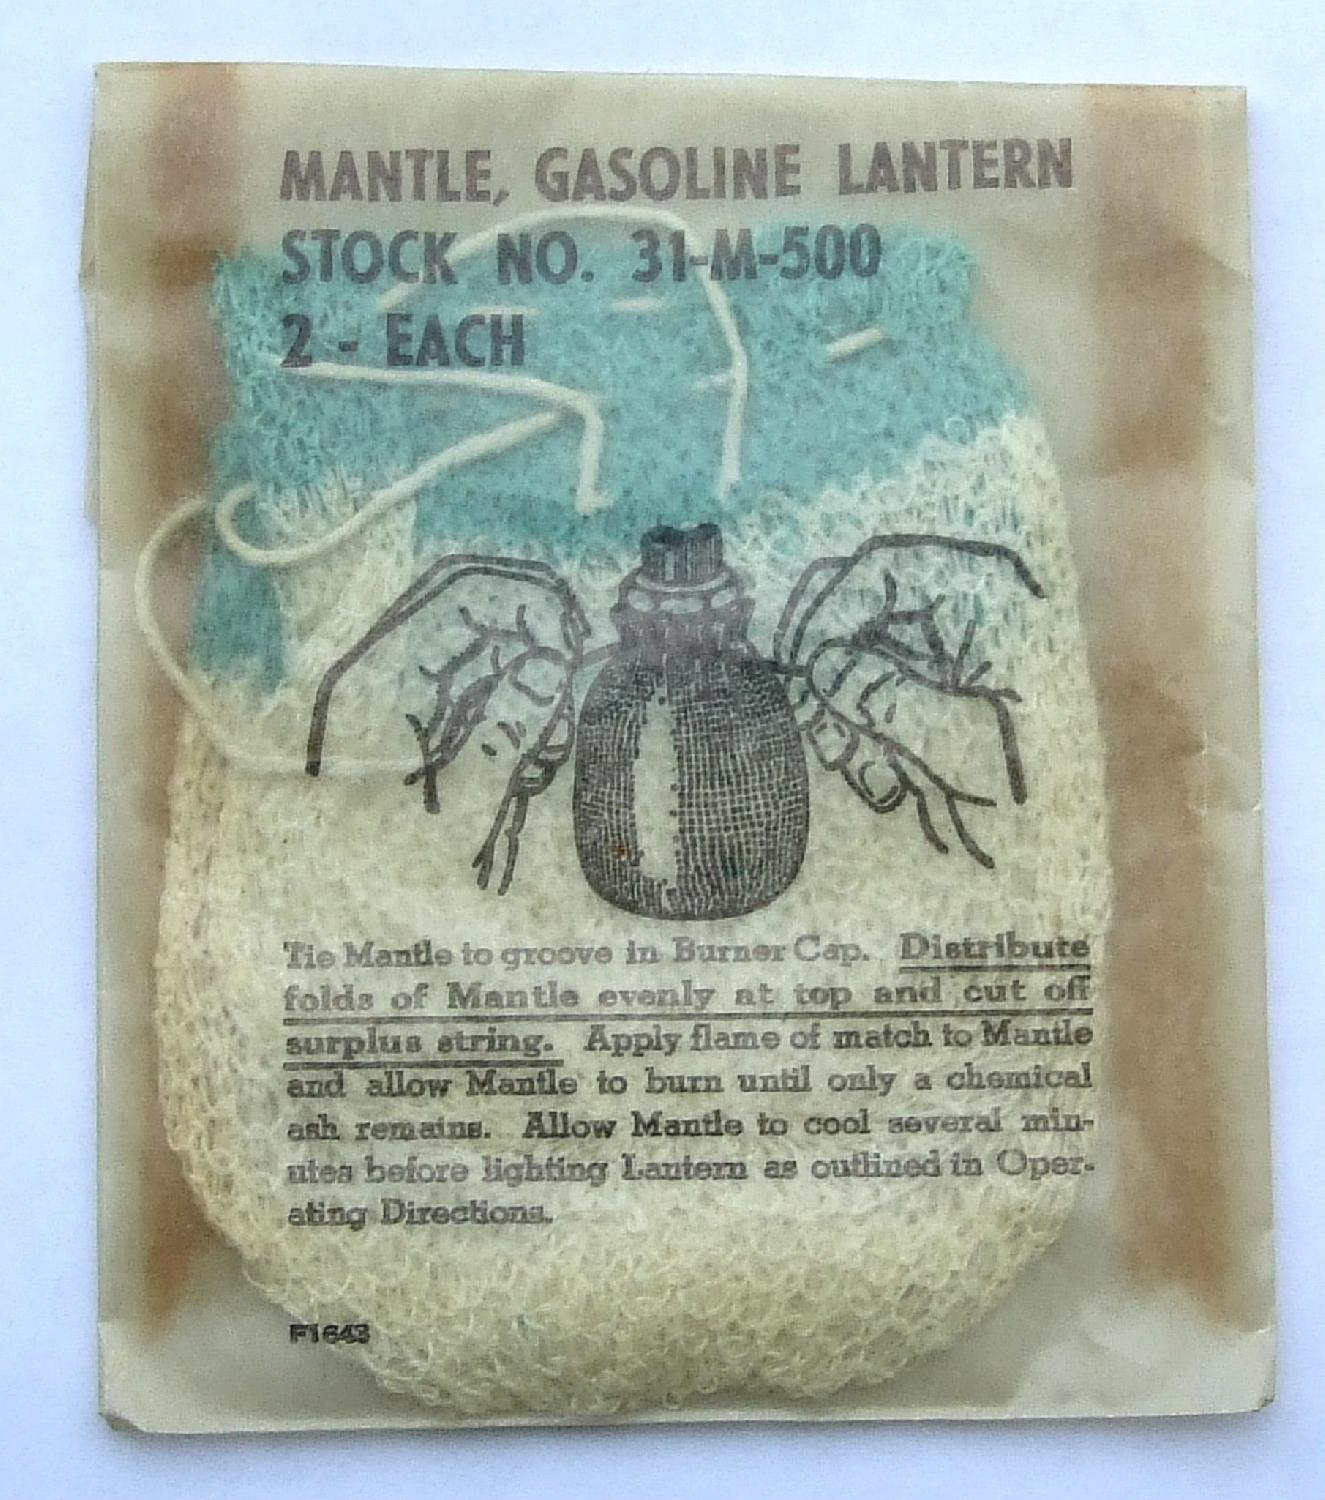 MANTLE, GASOLINE LANTERN
STOCK NO. 31-M-500
2 - EACH
Tie Mantle to groove in Burner Cap. Distribute
folds of Mantle evenly at top and cut off
surplus string. Apply flame of match to Mantle
and allow Mantle to burn until only a chemical
ash remains. Allow Mantle to cool several min-
utes before lighting Lantern as outlined in Oper-
ating Directions.
F1643